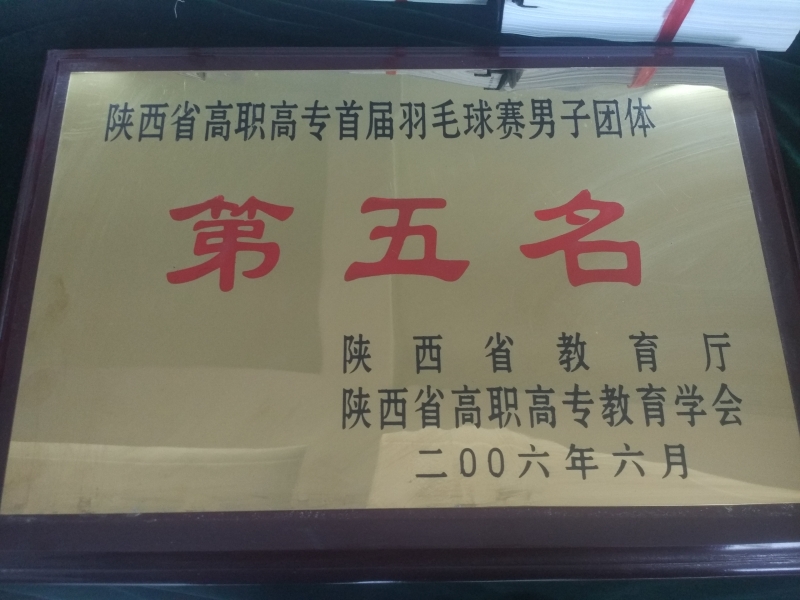 陕西省高职高专首届羽毛球赛男子团体
第五名
陕西省教育厅
陕西省高职高专教育学会
二00六年六月